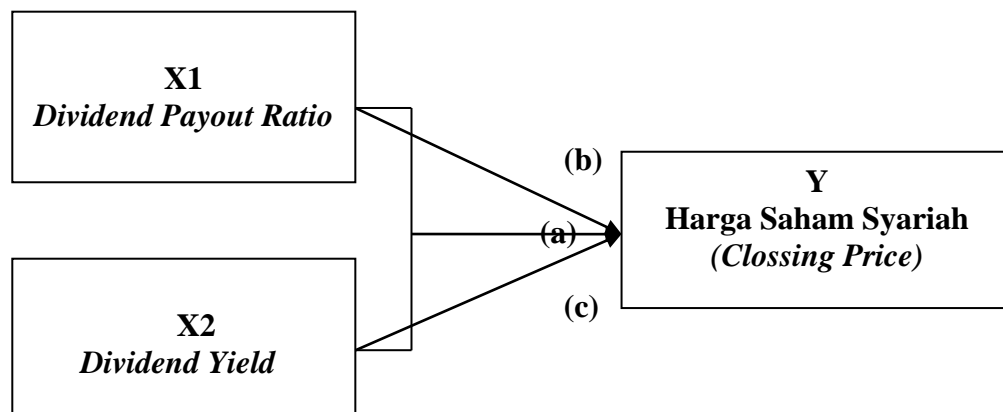 X1
Dividend Payout Ratio
(b)
Y
Harga Saham Syariah
(Clossing Price)
(a)
(c)
X2
Dividend Yield